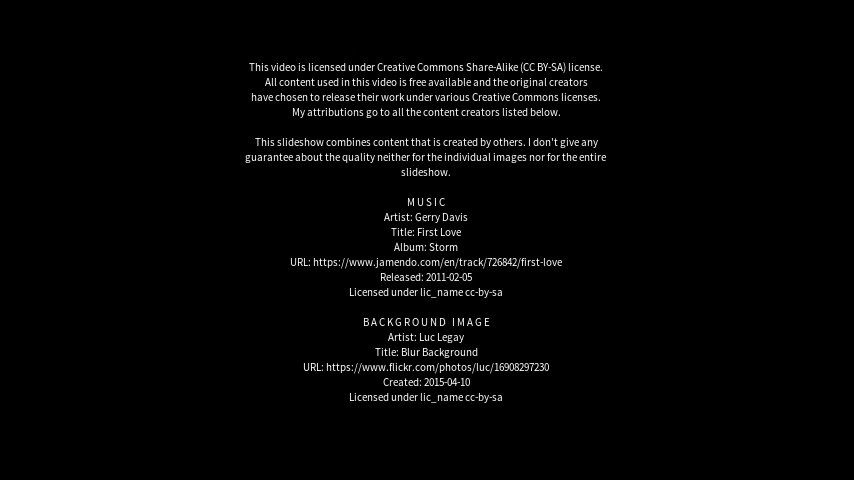 This video is licensed under Creative Commons Share-Alike (CC BY-SA) license.
All content used in this video is free available and the original creators
have chosen to release their work under various Creative Commons licenses.
My attributions go to all the content creators listed below.
This slideshow combines content that is created by others. I don't give any
guarantee about the quality neither for the individual images nor for the entire
slideshow.
MUSIC
Artist: Gerry Davis
Title: First Love
Album: Storm
URL: https://www.jamendo.com/en/track/726842/first-love
Released: 2011-02-05
Licensed under lic_name cc-by-sa
BACKGROUND IMAGE
Artist: Luc Legay
Title: Blur Background
URL: https://www.flickr.com/photos/luc/16908297230
Created: 2015-04-10
Licensed under lic_name cc-by-sa